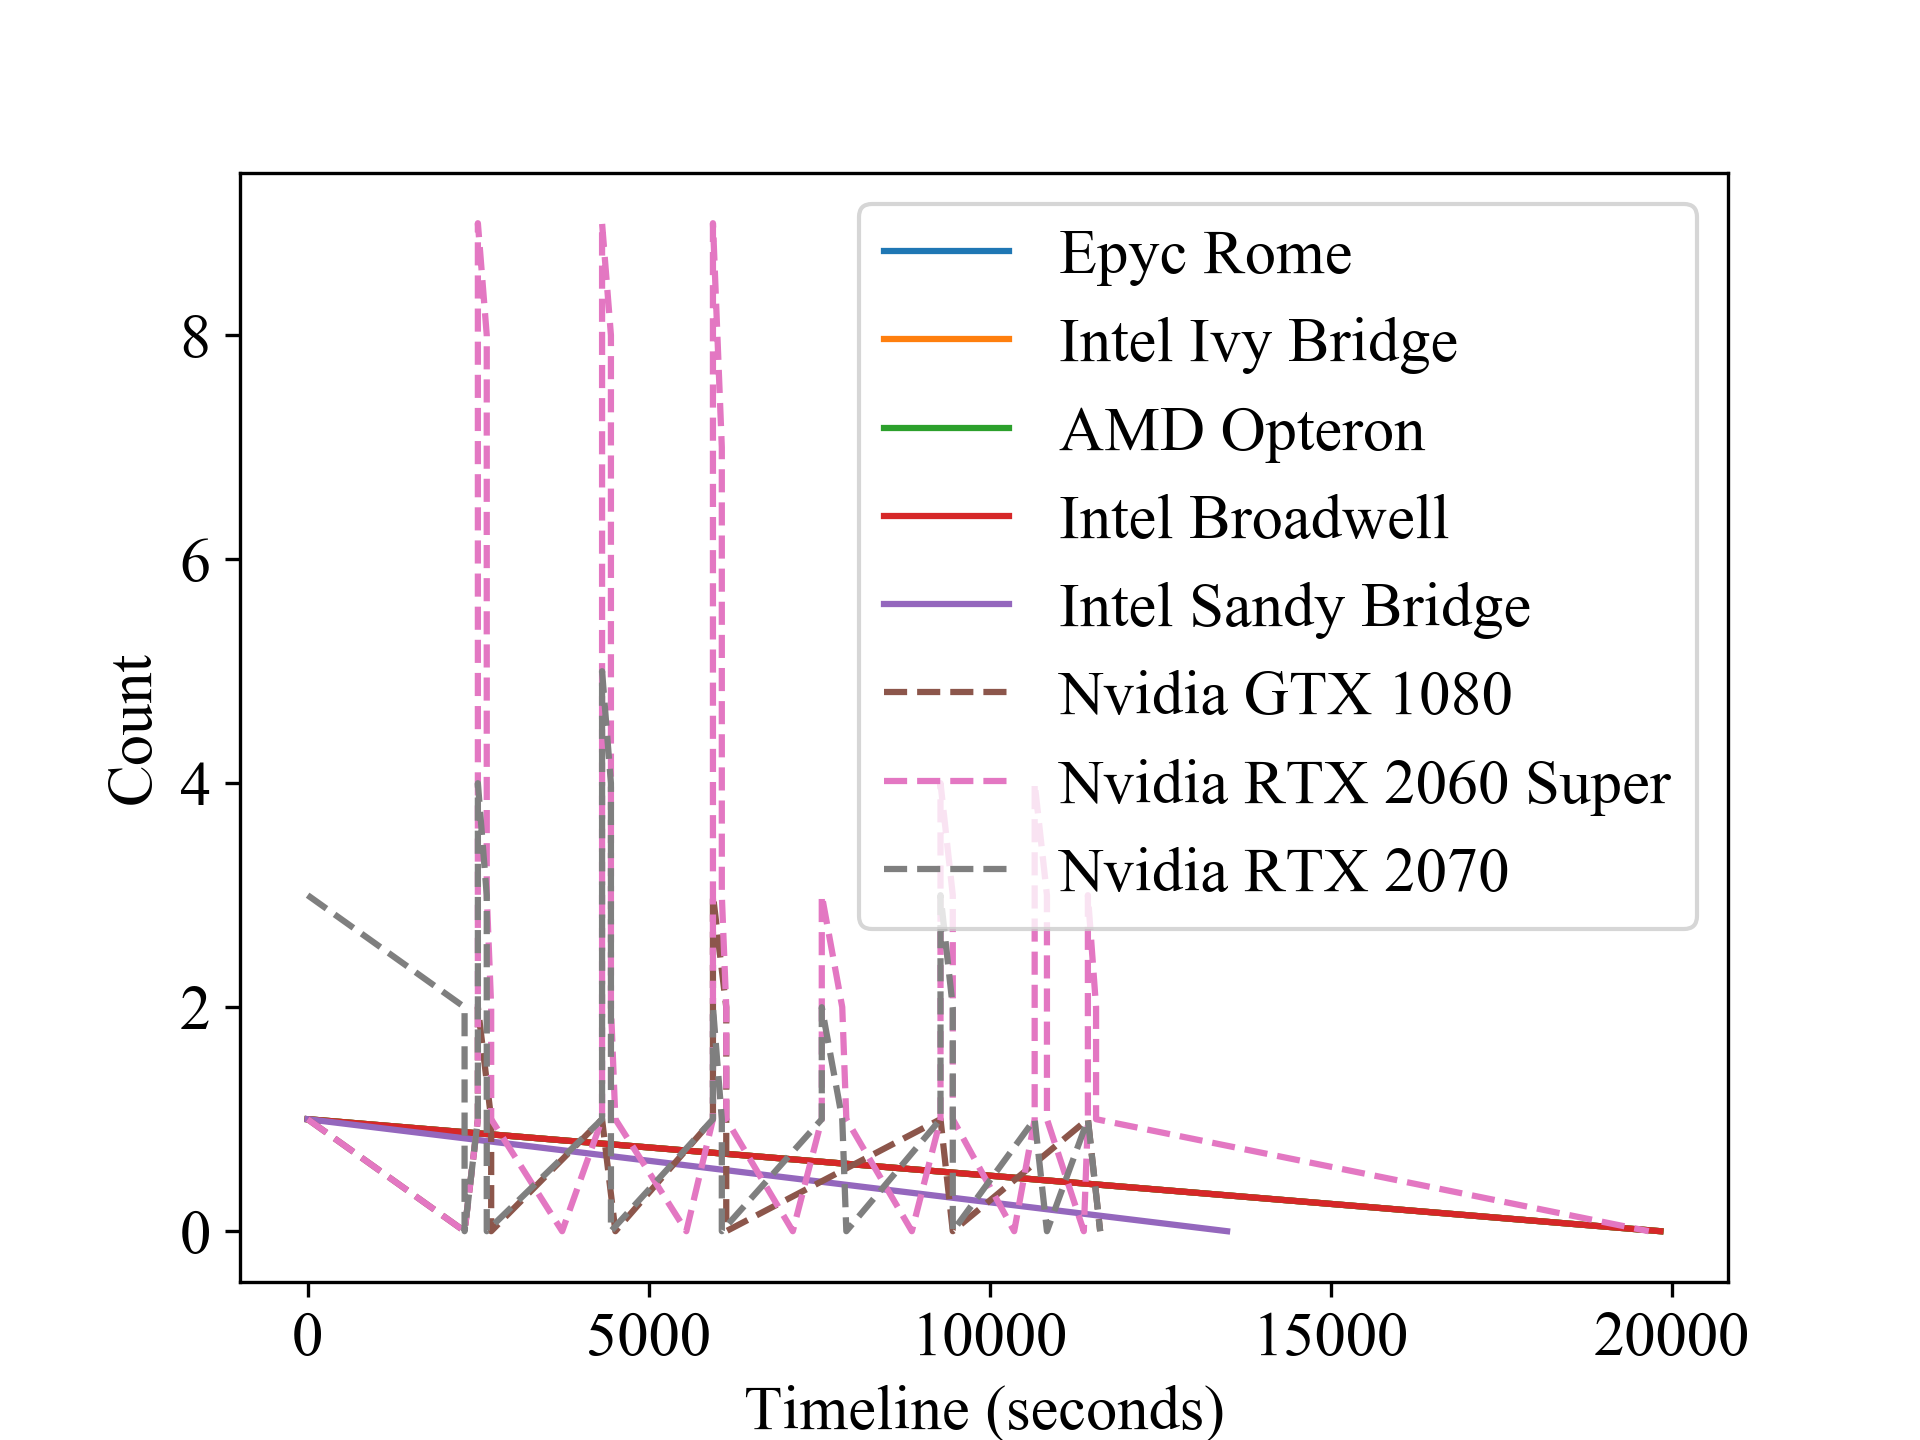 Epyc Rome
Intel Ivy Bridge
AMD Opteron
Intel Broadwell
Intel Sandy Bridge
Nvidia GTX 1080
Nvidia RTX 2060 Super
Nvidia RTX 2070
8
6
4
2
0
Count
0 5000 10000 15000 20000
Timeline (seconds)